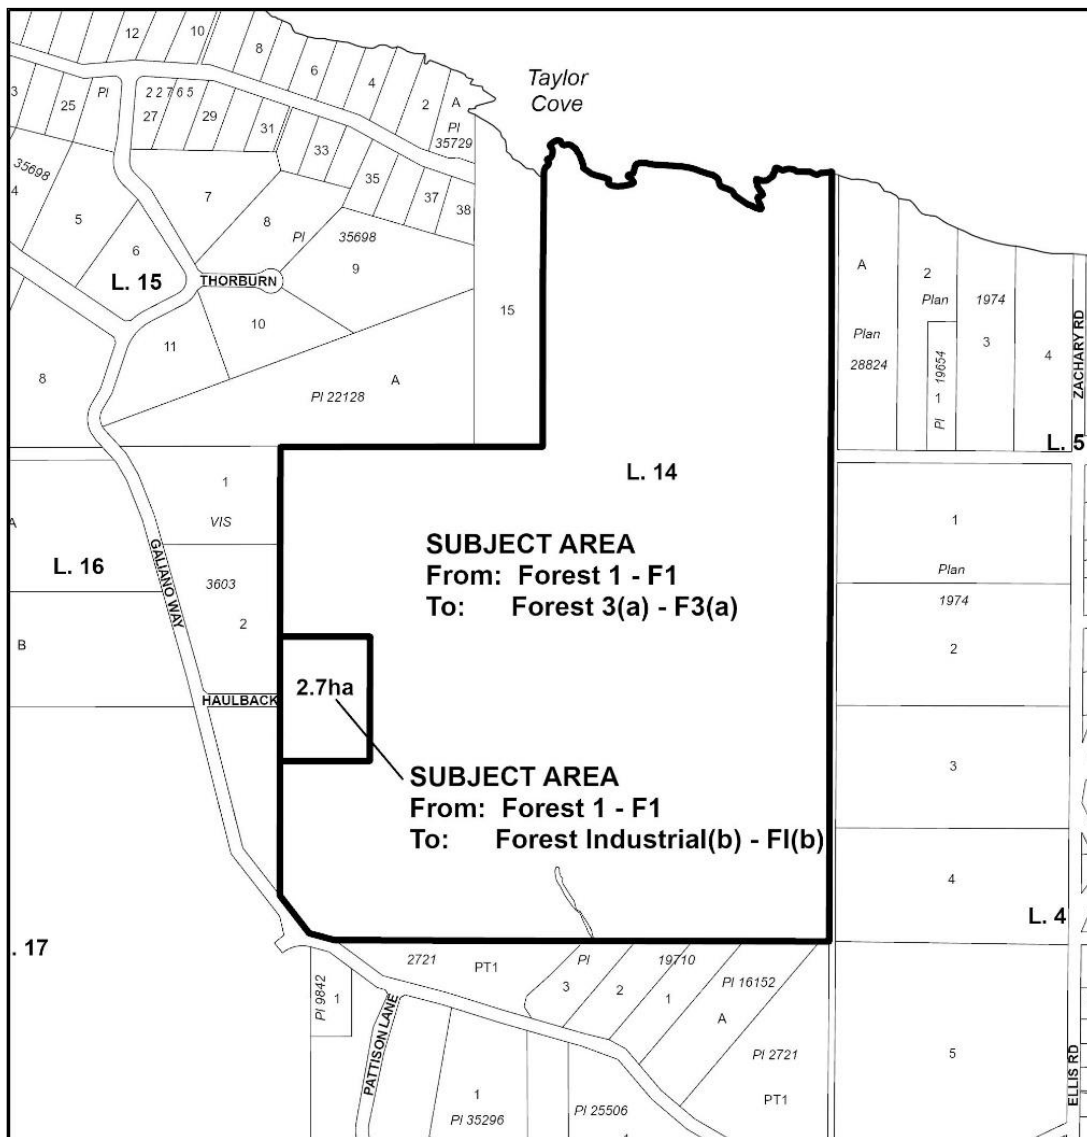 12
10
8
6
4
2
A
Pl
35729
Taylor
Cove
3
25
Pl
22765
27
29
31
33
35
37
38
35698
4
5
6
7
8
Pl
35698
9
L. 15
THORBURN
10
11
8
15
A
Pl 22128
A
Plan
28824
2
Plan
1974
Pl 1 19654
3
4
ZACHARY RD
L. 5
L. 14
1
VIS
A
L. 16
GALIANO WAY
3603
2
B
HAULBACK
SUBJECT AREA
From: Forest 1 - F1
To: Forest 3(a) - F3(a)
2.7ha
SUBJECT AREA
From: Forest 1 - F1
To: Forest Industrial(b) - FI(b)
1
Plan
1974
2
3
4
L. 4
. 17
2721
PT1
Pl
19710
3
2
1
Pl 16152
A
Pl 2721
PT1
Pl 9842
1
PATTISON LANE
1
Pl 35296
Pl 25506
5
ELLIS RD